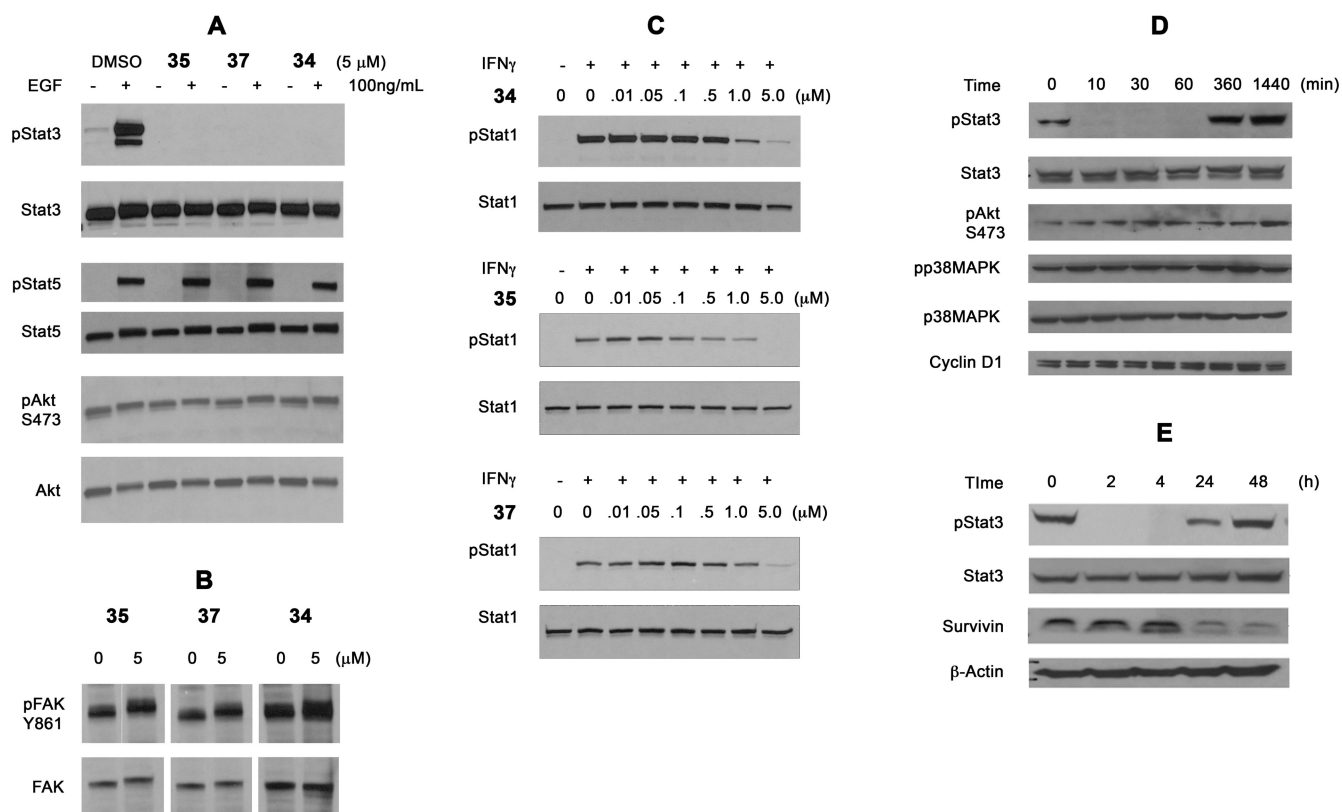 A
DMSO 35 37 34 (5 μM)
EGF - + - + - + - + 100ng/mL
pStat3
Stat3
pStat5
Stat5
pAkt
S473
Akt
B
35 37 34
0 5 0 5 0 5 (μM)
pFAK
Y861
FAK
C
IFNγ - + + + + + + +
34 0 0 .01 .05 .1 .5 1.0 5.0 (μM)
pStat1
Stat1
IFNγ - + + + + + + +
35 0 0 .01 .05 .1 .5 1.0 5.0 (μM)
pStat1
Stat1
IFNγ - + + + + + + +
37 0 0 .01 .05 .1 .5 1.0 5.0 (μM)
pStat1
Stat1
D
Time 0 10 30 60 360 1440 (min)
pStat3
Stat3
pAkt
S473
pp38MAPK
p38MAPK
Cyclin D1
E
TIme 0 2 4 24 48 (h)
pStat3
Stat3
Survivin
β-Actin